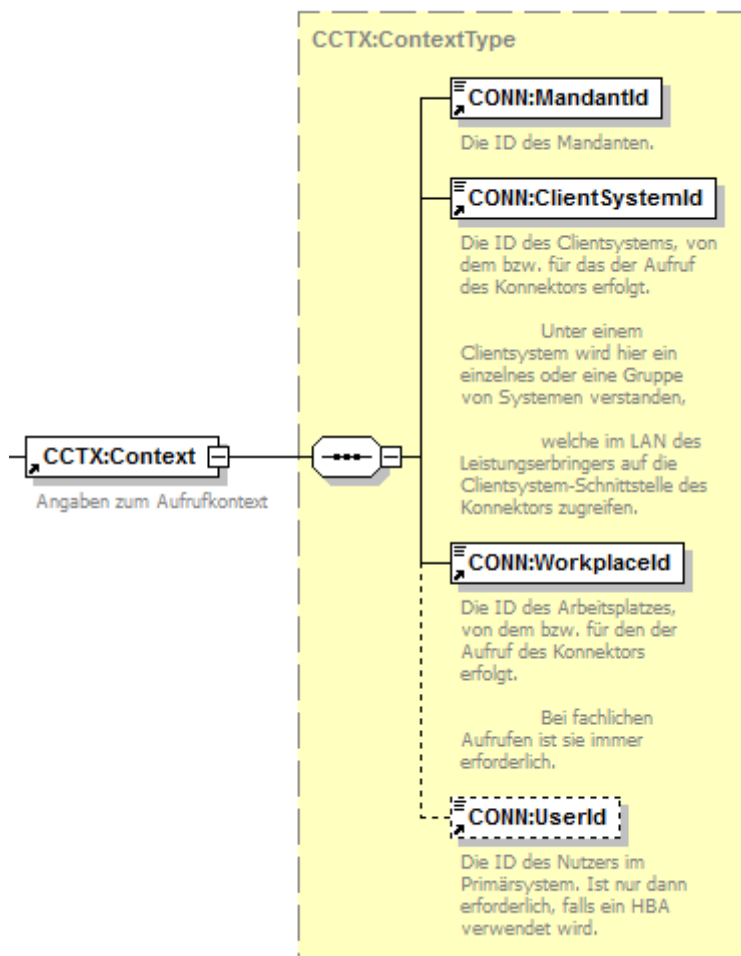 CCTX:ContextType
CONN:MandantId
Die ID des Mandanten.
CONN:ClientSystemId
Die ID des Clientsystems, von
dem bzw. für das der Aufruf
des Konnektors erfolgt.
Unter einem
Clientsystem wird hier ein
einzelnes oder eine Gruppe
von Systemen verstanden,
welche im LAN des
Leistungserbringers auf die
Clientsystem-Schnittstelle des
Konnektors zugreifen.
CCTX:Context
Angaben zum Aufrufkontext
CONN:WorkplaceId
Die ID des Arbeitsplatzes,
von dem bzw. für den der
Aufruf des Konnektors
erfolgt.
Bei fachlichen
Aufrufen ist sie immer
erforderlich.
CONN:UserId
Die ID des Nutzers im
Primärsystem. Ist nur dann
erforderlich, falls ein HBA
verwendet wird.